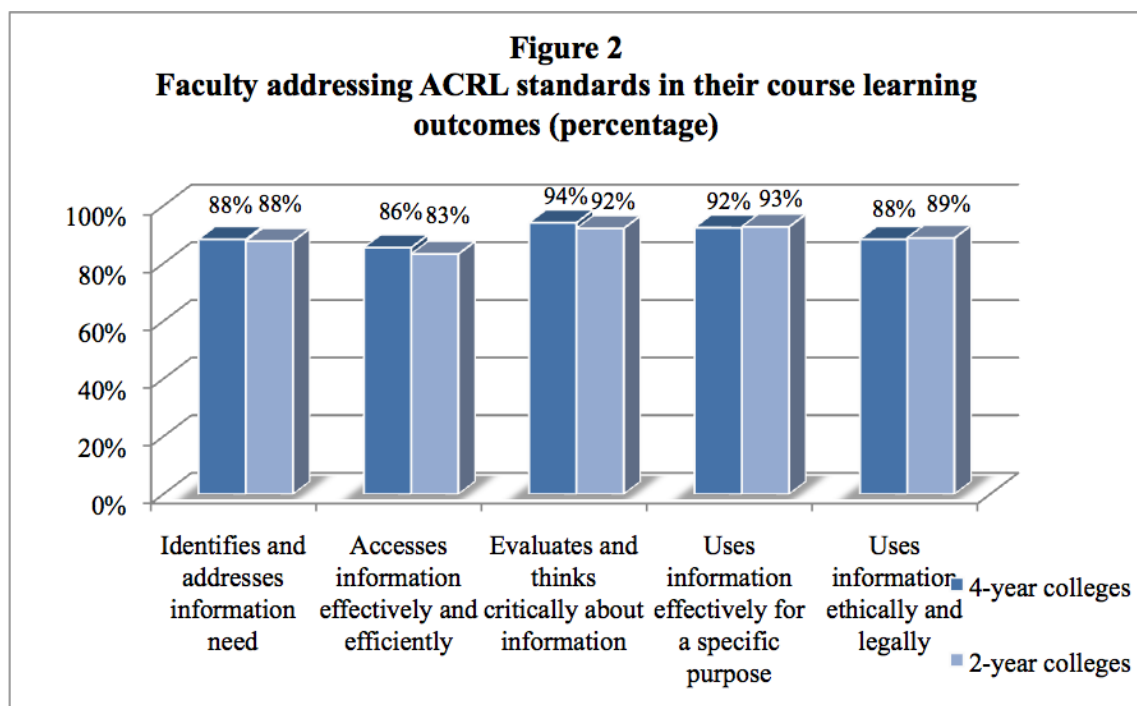 Figure 2
Faculty addressing ACRL standards in their course learning
outcomes (percentage)
88% 88%
86% 83%
94% 92%
92% 93%
88% 89%
100%
80%
60%
40%
20%
0%
Identifies and
addresses
information
need
Accesses
information
effectively and
efficiently
Evaluates and
thinks
critically about
information
Uses
information
effectively for
a specific
purpose
Uses
information
ethically and
legally
4-year colleges
2-year colleges